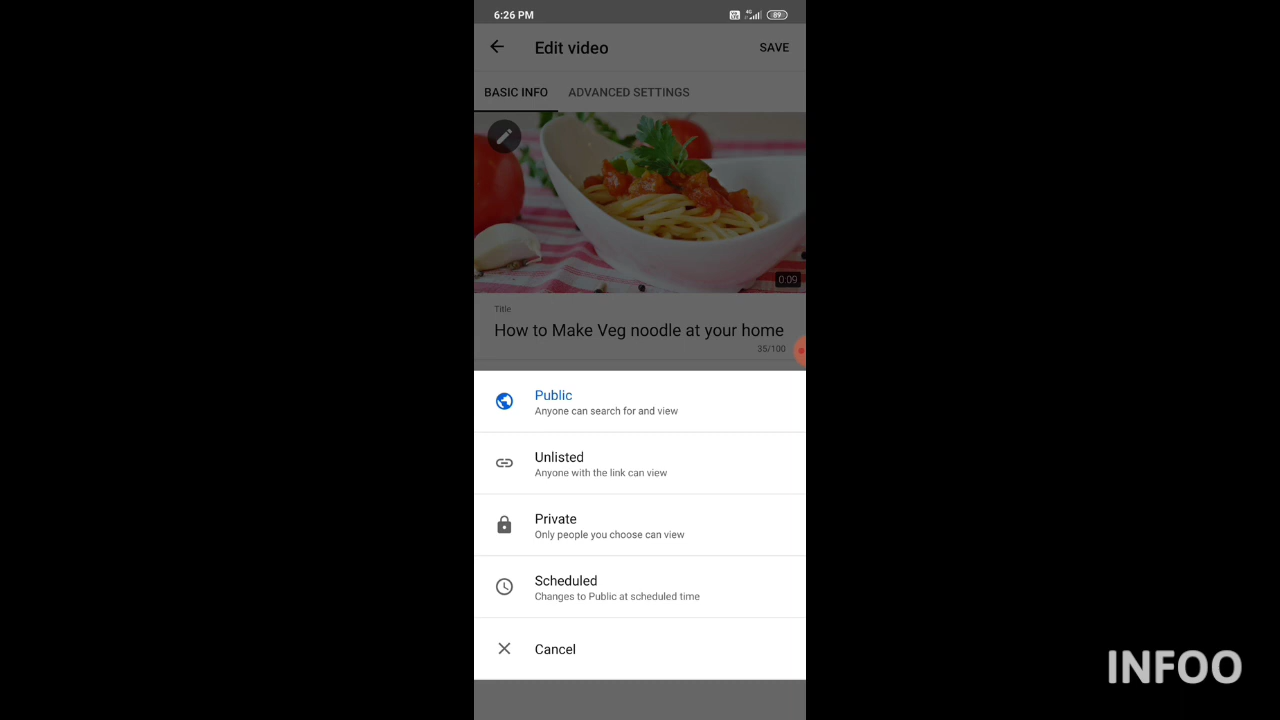 6:26 PM
4G
89
Edit video
SAVE
BASIC INFO
ADVANCED SETTINGS
0:09
Title
How to Make Veg noodle at your home
35/100
Public
Anyone can search for and view
Unlisted
Anyone with the link can view
Private
Only people you choose can view
Scheduled
Changes to Public at scheduled time
Cancel
INFOO